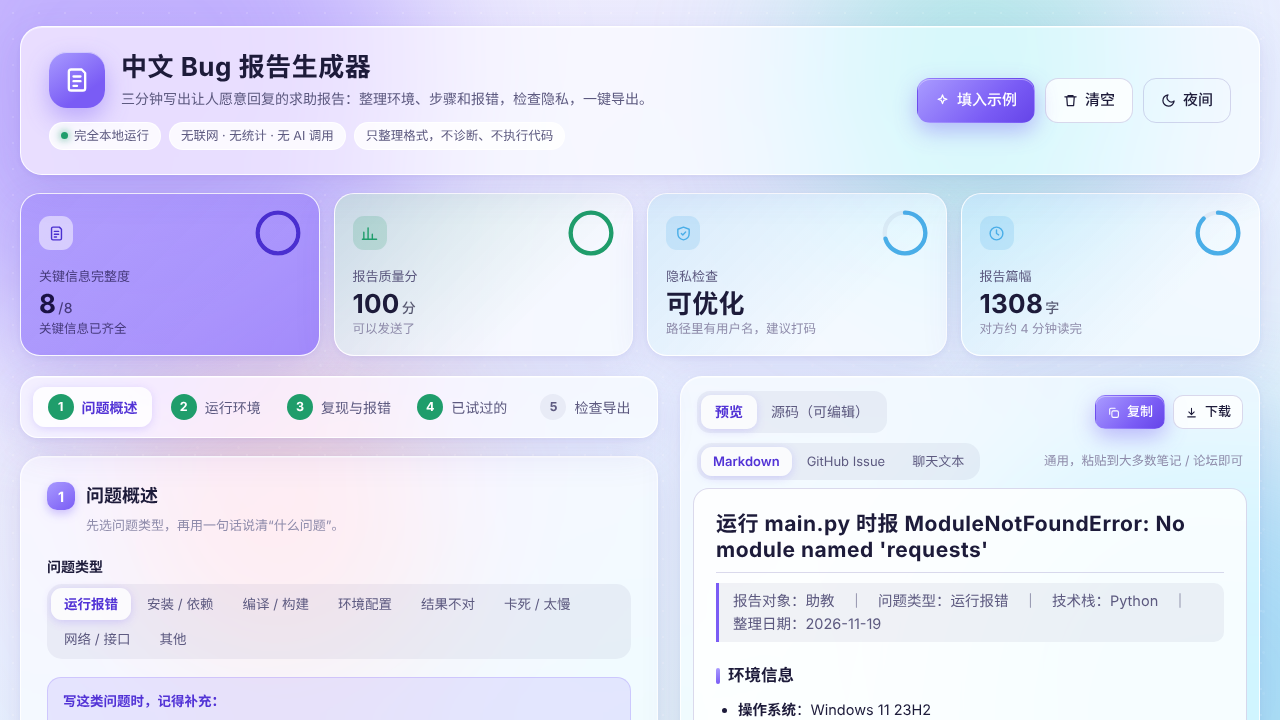 中文 Bug 报告生成器
三分钟写出让人愿意回复的求助报告：整理环境、步骤和报错，检查隐私，一键导出。
完全本地运行
无联网 · 无统计 · 无 AI 调用
只整理格式，不诊断、不执行代码
填入示例
清空
夜间
关键信息完整度
8 /8
关键信息已齐全
报告质量分
100 分
可以发送了
隐私检查
可优化
路径里有用户名，建议打码
报告篇幅
1308 字
对方约 4 分钟读完
1 问题概述
2 运行环境
3 复现与报错
4 已试过的
5 检查导出
1 问题概述
先选问题类型，再用一句话说清“什么问题”。
问题类型
运行报错 安装 / 依赖 编译 / 构建 环境配置 结果不对 卡死 / 太慢
网络 / 接口 其他
写这类问题时，记得补充：
预览 源码（可编辑）
复制
下载
Markdown GitHub Issue 聊天文本
通用，粘贴到大多数笔记 / 论坛即可
运行 main.py 时报 ModuleNotFoundError: No
module named 'requests'
报告对象：助教 ｜ 问题类型：运行报错 ｜ 技术栈：Python ｜
整理日期：2026-11-19
环境信息
• 操作系统：Windows 11 23H2